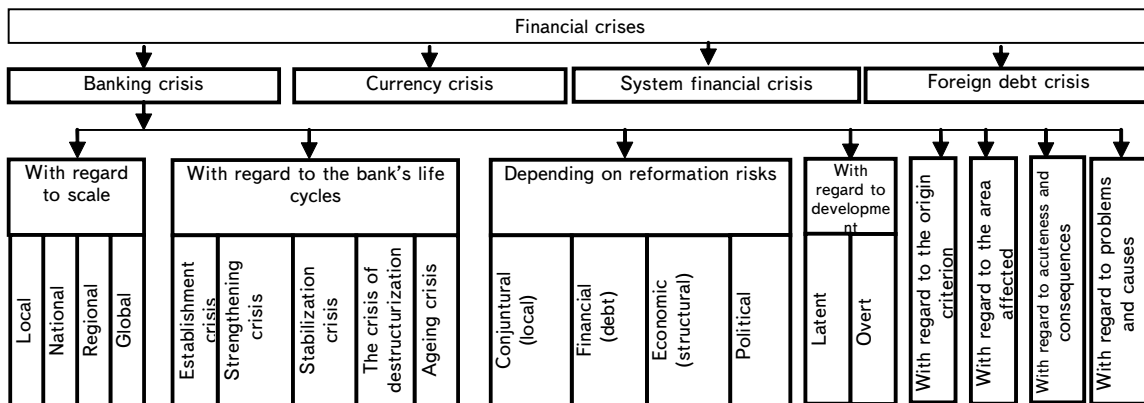 Financial crises
Banking crisis
Currency crisis
System financial crisis
Foreign debt crisis
With regard
to scale
With regard to the bank's life
cycles
Depending on reformation risks
With
regard to
developme
nt
With regard to the origin
criterion
With regard to the area
affected
With regard to acuteness and
consequences
With regard to problems
and causes
Local
National
Regional
Global
Establishment
crisis
Strengthening
crisis
Stabilization
crisis
The crisis of
destructurization
Ageing crisis
Conjuntural
(local)
Financial
(debt)
Economic
(structural)
Political
Latent
Overt